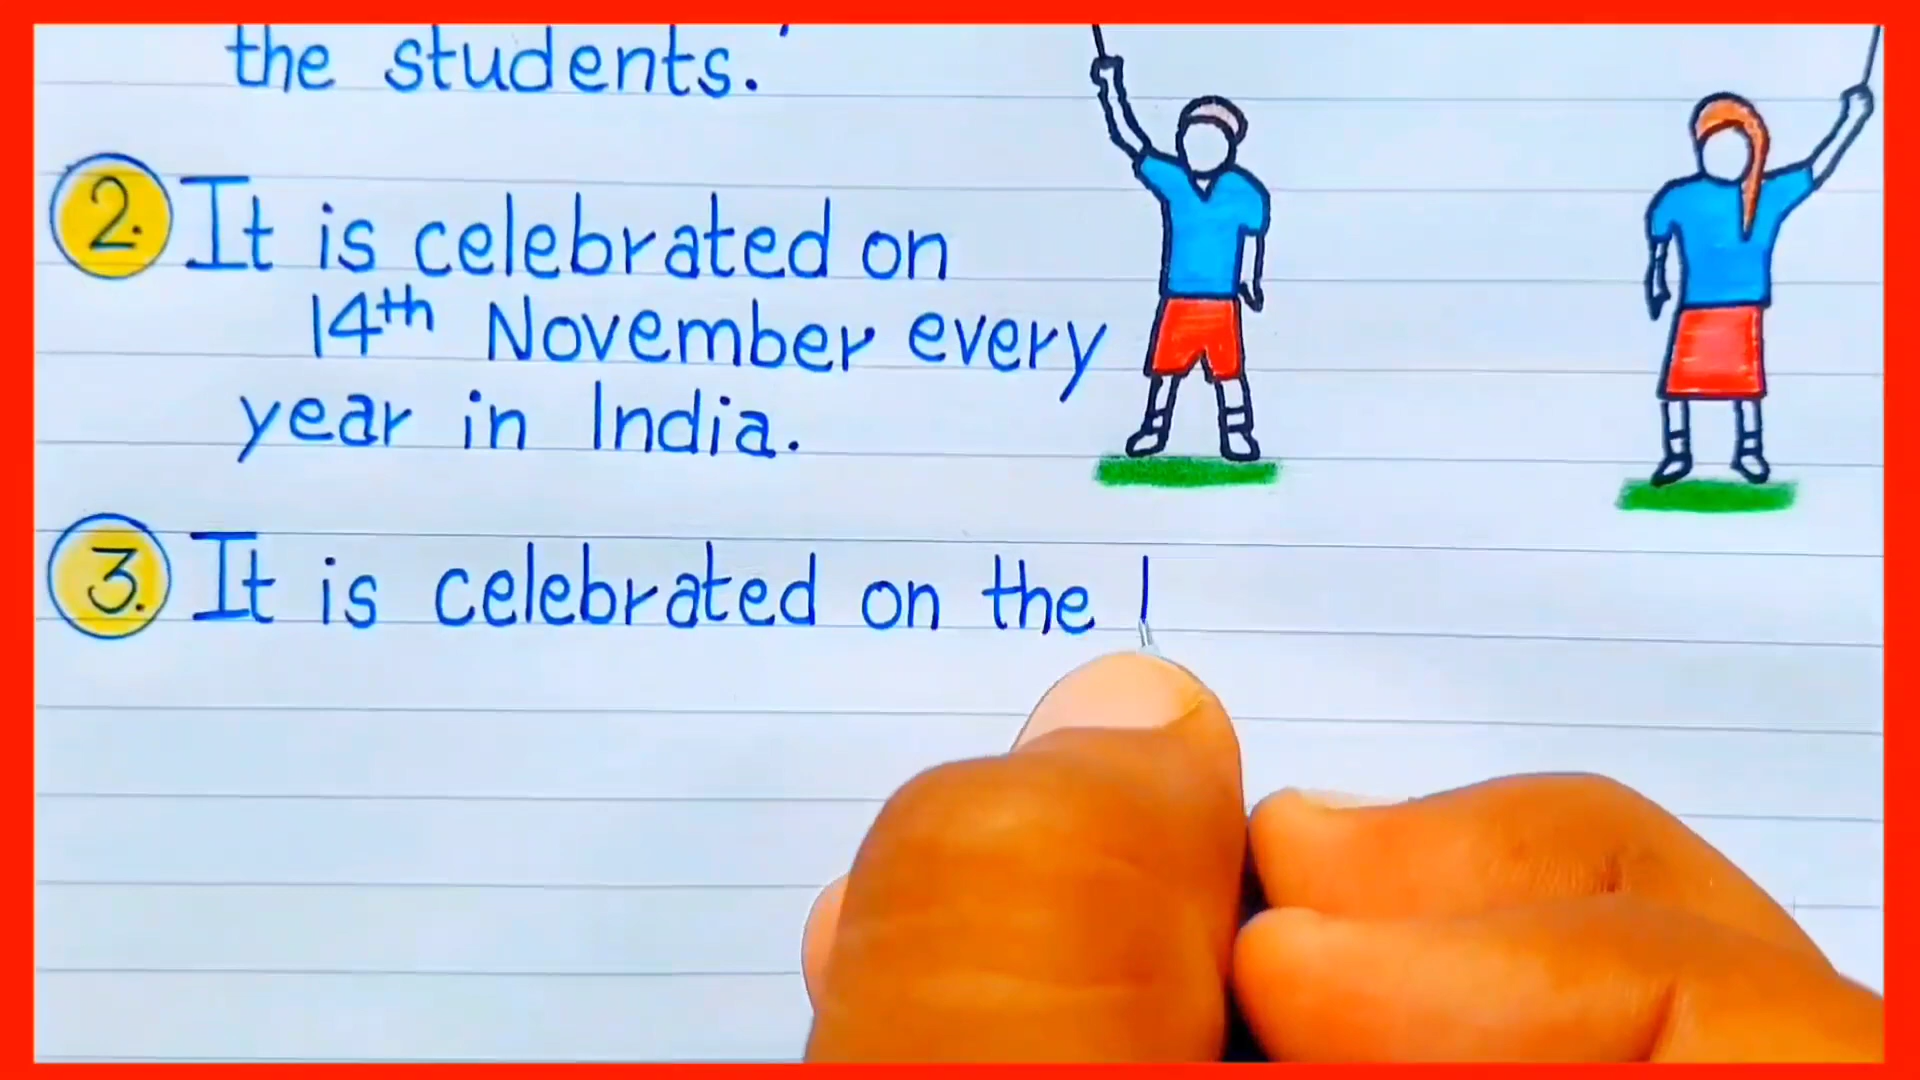 the students.
2. It is celebrated on
14th November every
year in India.
3. It is celebrated on the